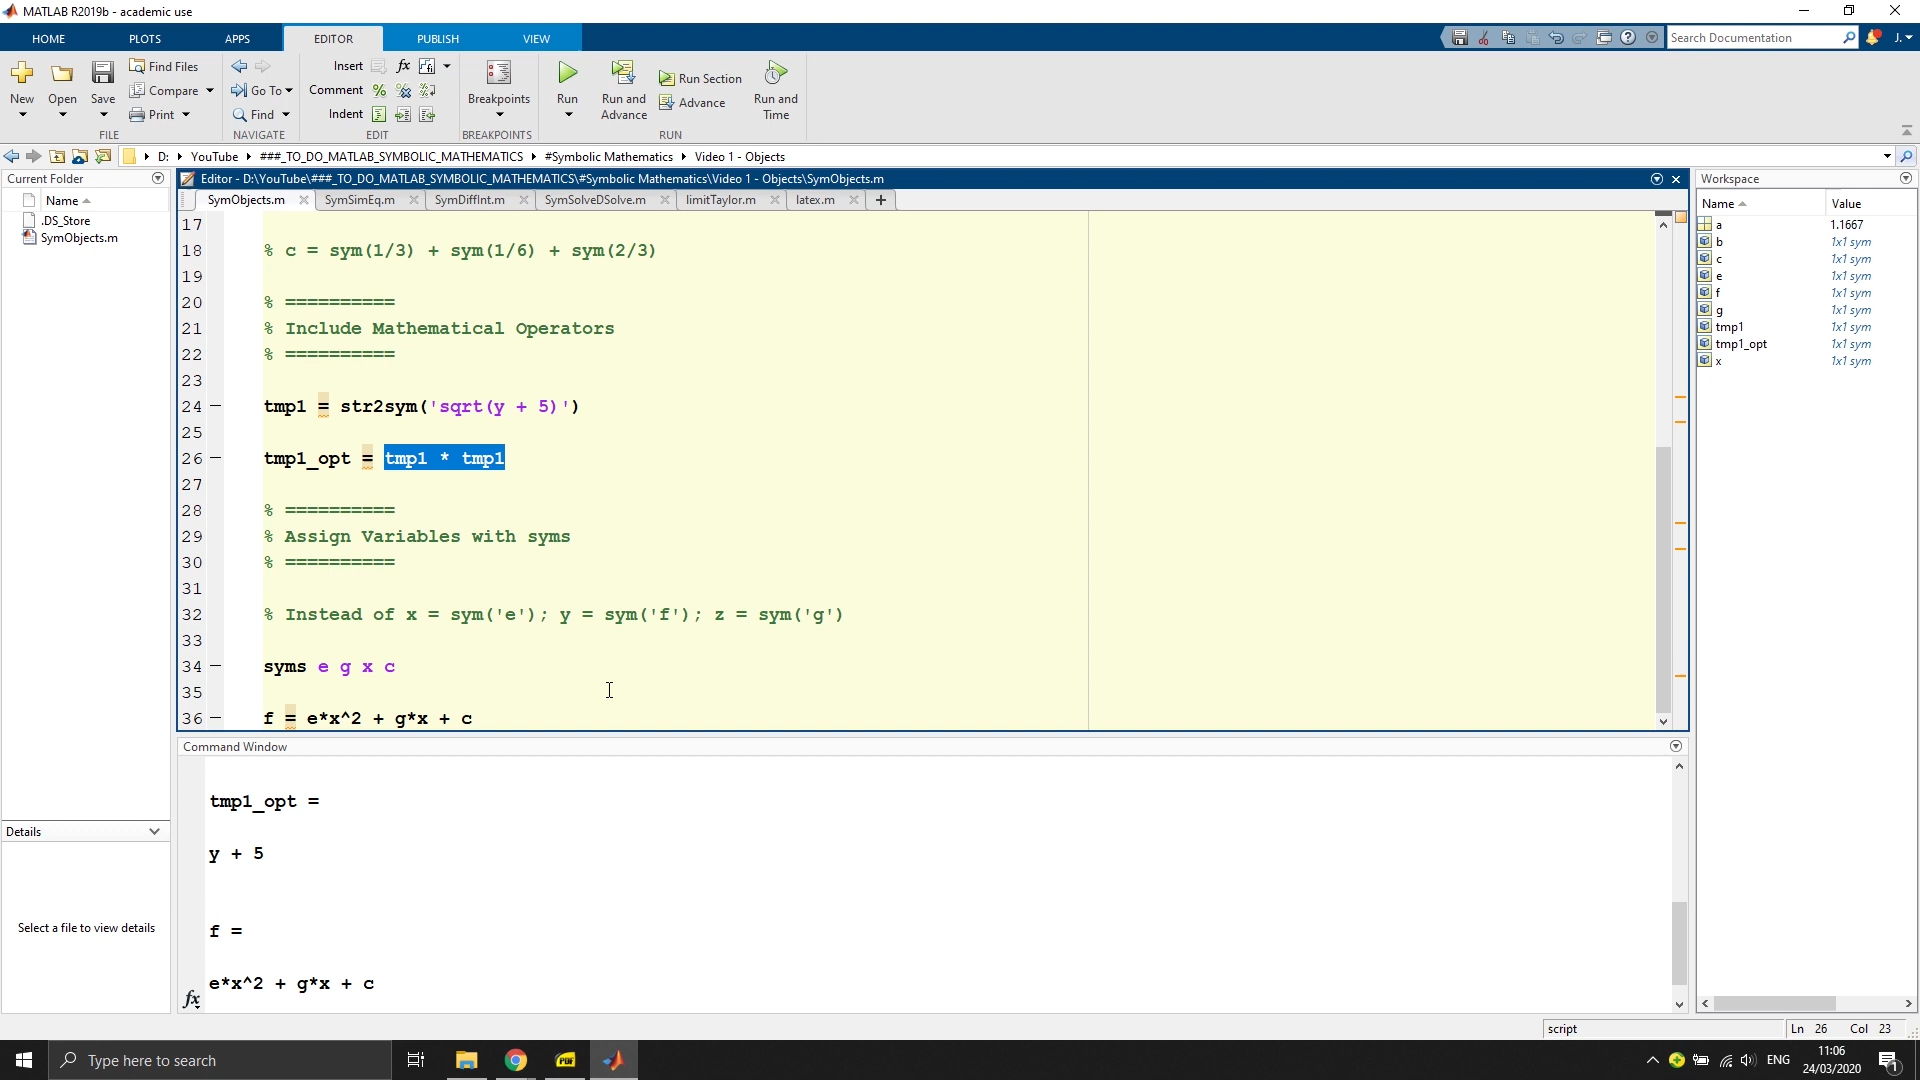 MATLAB R2019b - academic use
HOME PLOTS APPS EDITOR PUBLISH VIEW
Search Documentation
J.
New Open Save
Find Files
Compare
Print
FILE
Go To
Find
NAVIGATE
Insert fx
Comment
Indent
EDIT
Breakpoints
BREAKPOINTS
Run
Run and Advance
Run Section
Advance
Run and Time
RUN
D: YouTube ###_TO_DO_MATLAB_SYMBOLIC_MATHEMATICS #Symbolic Mathematics Video 1 - Objects
Current Folder
Name
.DS_Store
SymObjects.m
Details
Select a file to view details
Editor - D:\YouTube\###_TO_DO_MATLAB_SYMBOLIC_MATHEMATICS\#Symbolic Mathematics\Video 1 - Objects\SymObjects.m
SymObjects.m SymSimEq.m SymDiffInt.m SymSolveDSolve.m limitTaylor.m latex.m
17
18 % c = sym(1/3) + sym(1/6) + sym(2/3)
19
20 % ==========
21 % Include Mathematical Operators
22 % ==========
23
24 — tmp1 = str2sym('sqrt(y + 5)')
25
26 — tmp1_opt = tmp1 * tmp1
27
28 % ==========
29 % Assign Variables with syms
30 % ==========
31
32 % Instead of x = sym('e'); y = sym('f'); z = sym('g')
33
34 — syms e g x c
35
36 — f = e*x^2 + g*x + c
Command Window
tmp1_opt =
y + 5
f =
e*x^2 + g*x + c
fx
Workspace
Name Value
a 1.1667
b 1x1 sym
c 1x1 sym
e 1x1 sym
f 1x1 sym
g 1x1 sym
tmp1 1x1 sym
tmp1_opt 1x1 sym
x 1x1 sym
script Ln 26 Col 23
Type here to search
PDF
ENG
11:06
24/03/2020
1